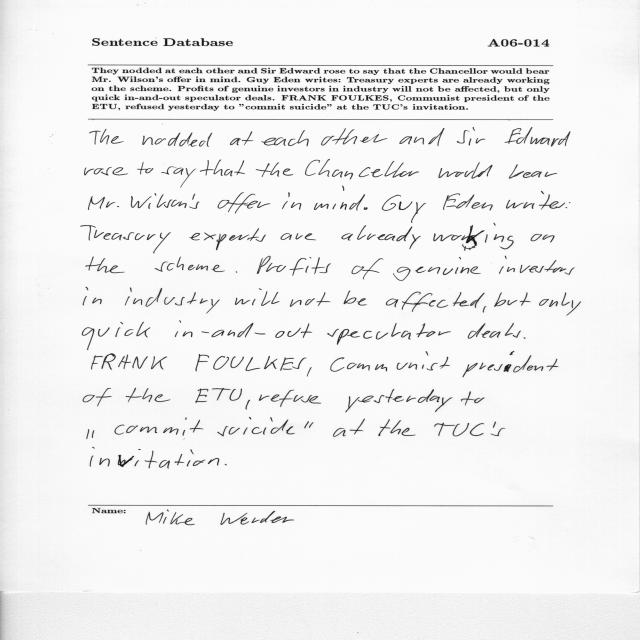 Sentence Database A06-014
They nodded at each other and Sir Edward rose to say that the Chancellor would bear
Mr. Wilson's offer in mind. Guy Eden writes: Treasury experts are already working
on the scheme. Profits of genuine investors in industry will not be affected, but only
quick in-and-out speculator deals. FRANK FOULKES, Communist president of the
ETU, refused yesterday to "commit suicide" at the TUC's invitation.
The nodded at each other and Sir Edward
rose to say that the Chancellor would bear
Mr. Wilson's offer in mind. Guy Eden write:
Treasury experts are already working on
the scheme. Profits of genuine investors
in industry will not be affected, but only
quick in-and-out speculator deals.
FRANK FOULKES, Communist president
of the ETU, refuse yesterday to
„ commit suicide" at the TUC's
invitation.
Name: Mike Werder